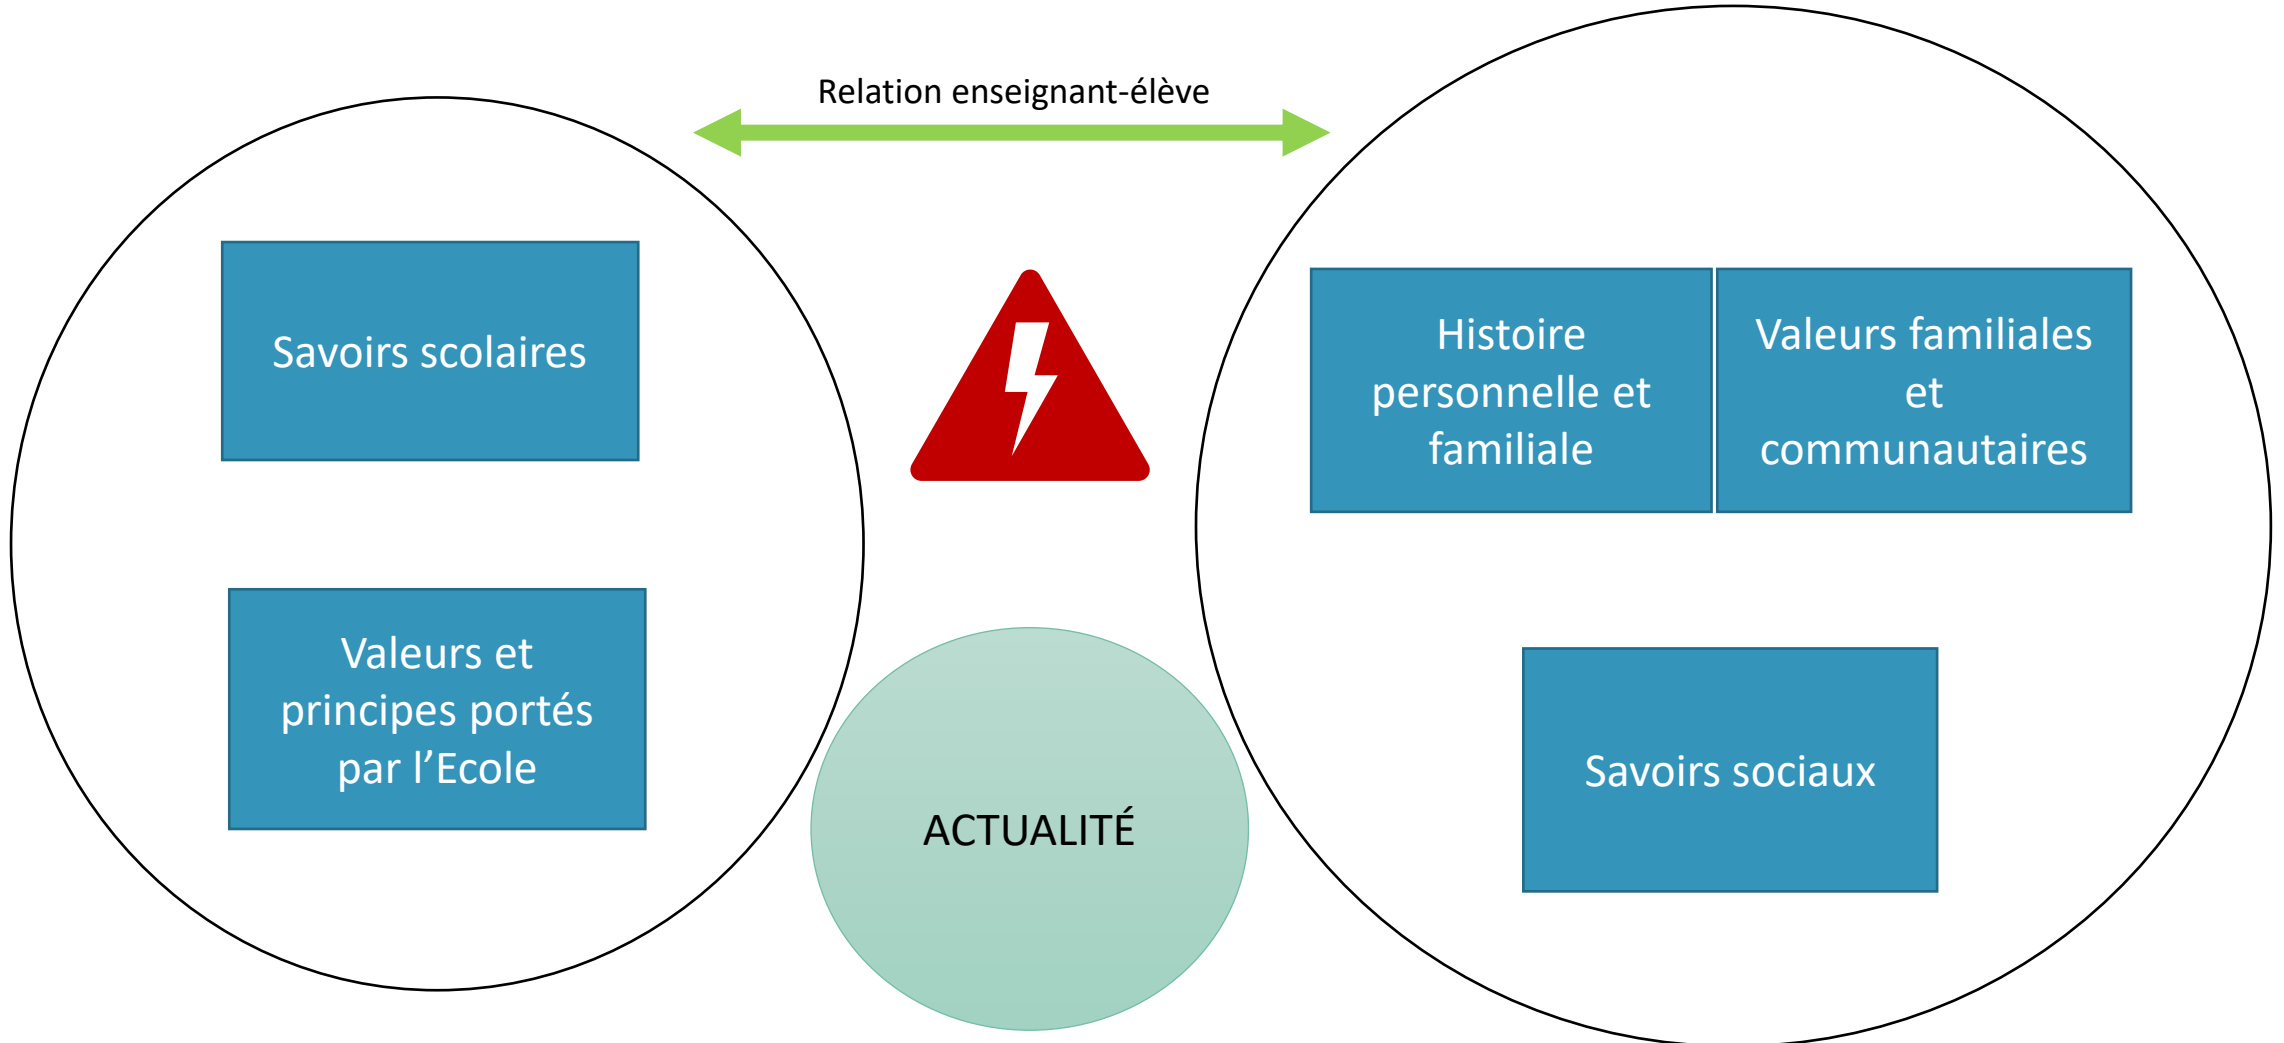 Relation enseignant-élève
Savoirs scolaires
Valeurs et
principes portés
par l’Ecole
Histoire
personnelle et
familiale
Valeurs familiales
et
communautaires
Savoirs sociaux
ACTUALITÉ